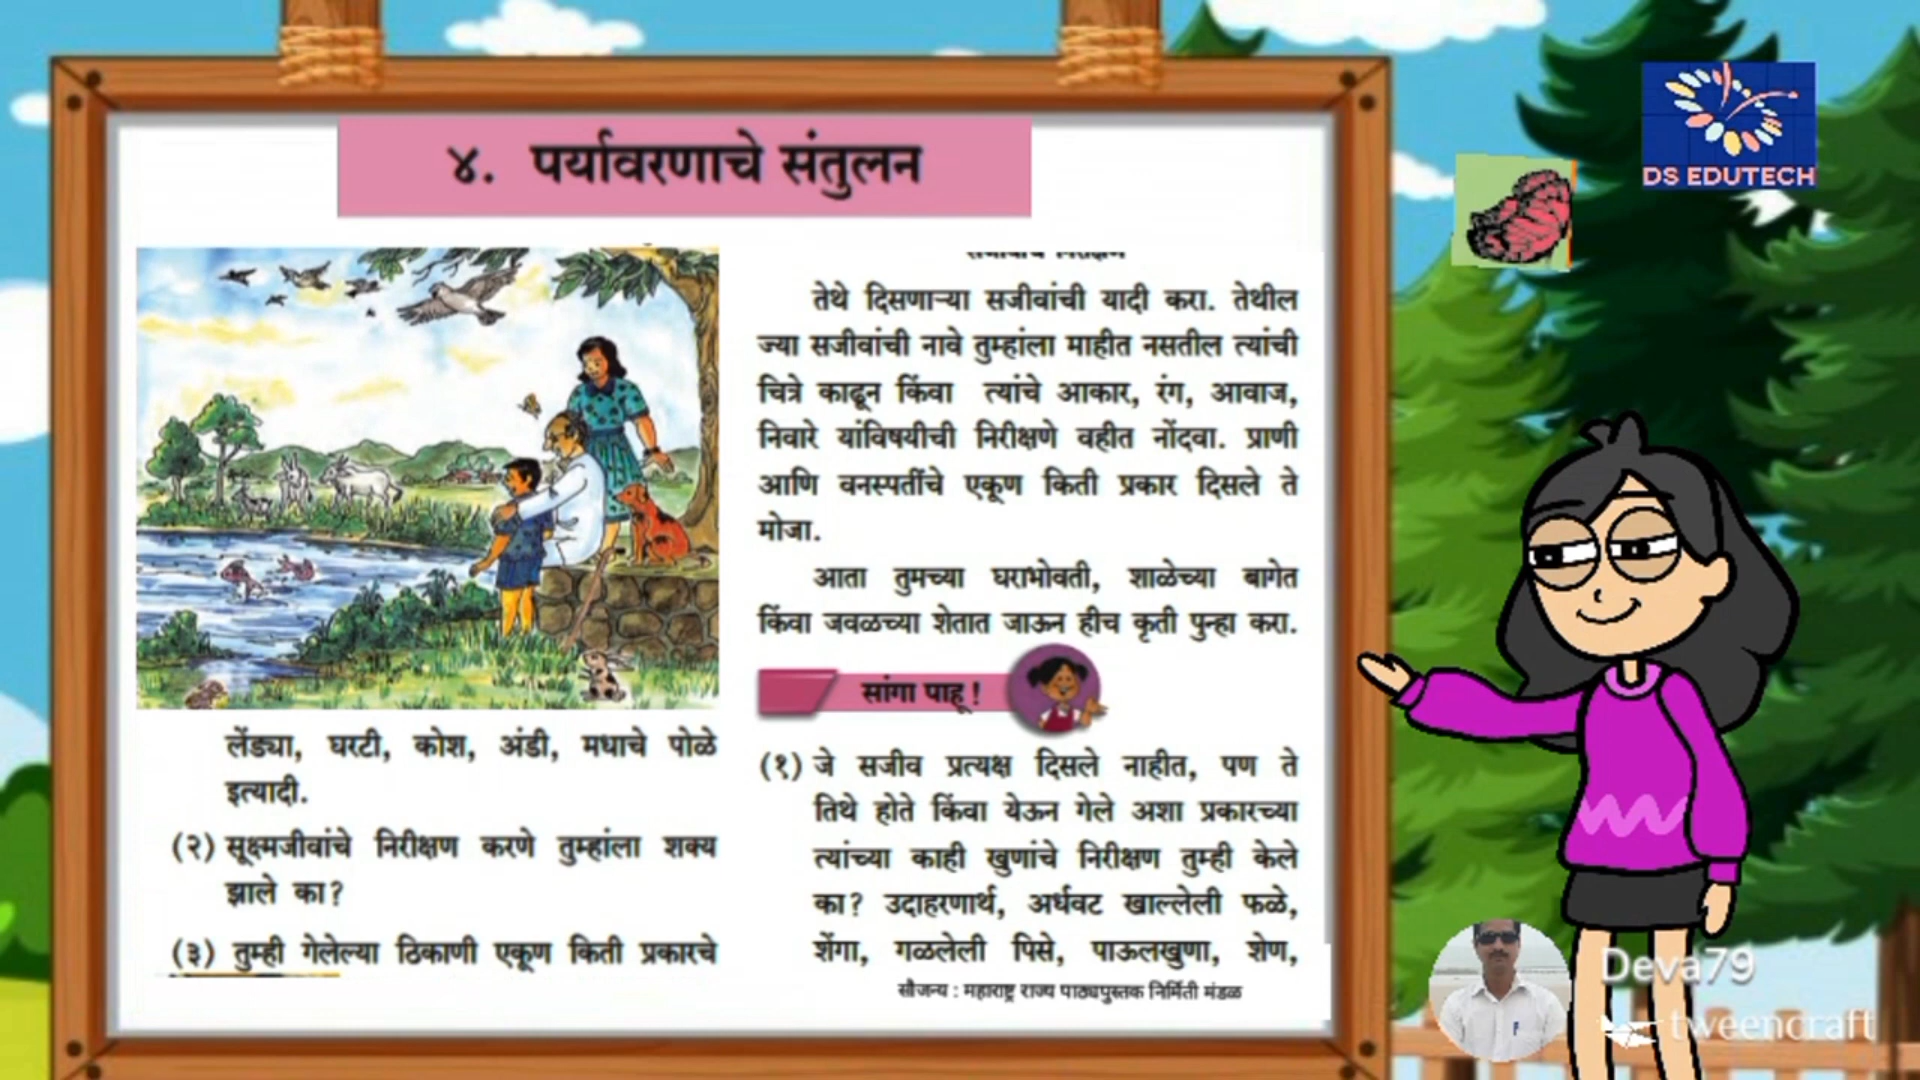 ४. पर्यावरणाचे संतुलन
तेथे दिसणाऱ्या सजीवांची यादी करा. तेथील
ज्या सजीवांची नावे तुम्हांला माहीत नसतील त्यांची
चित्रे काढून किंवा त्यांचे आकार, रंग, आवाज,
निवारे यांविषयीची निरीक्षणे वहीत नोंदवा. प्राणी
आणि वनस्पतींचे एकूण किती प्रकार दिसले ते
मोजा.
आता तुमच्या घराभोवती, शाळेच्या बागेत
किंवा जवळच्या शेतात जाऊन हीच कृती पुन्हा करा.
सांगा पाहू !
(१) जे सजीव प्रत्यक्ष दिसले नाहीत, पण ते
तिथे होते किंवा येऊन गेले अशा प्रकारच्या
त्यांच्या काही खुणांचे निरीक्षण तुम्ही केले
का? उदाहरणार्थ, अर्धवट खाल्लेली फळे,
शेंगा, गळलेली पिसे, पाऊलखुणा, शेण,
लेंड्या, घरटी, कोश, अंडी, मधाचे पोळे
इत्यादी.
(२) सूक्ष्मजीवांचे निरीक्षण करणे तुम्हांला शक्य
झाले का?
(३) तुम्ही गेलेल्या ठिकाणी एकूण किती प्रकारचे
सौजन्य : महाराष्ट्र राज्य पाठ्यपुस्तक निर्मिती मंडळ
DS EDUTECH
Deva79
tweencraft